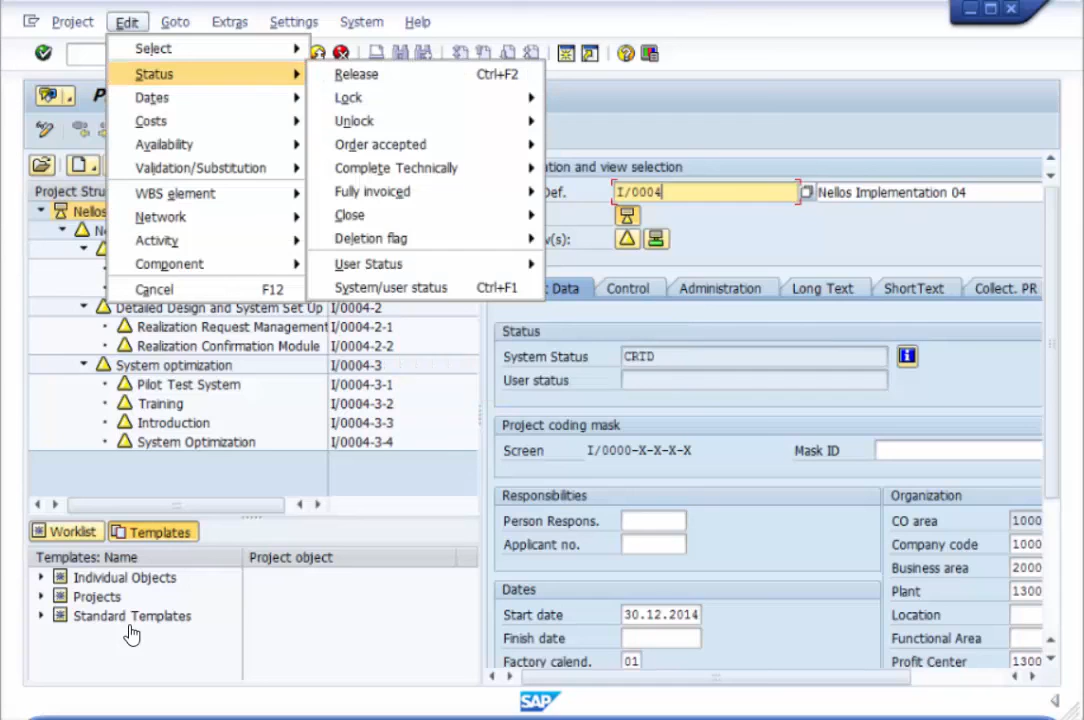 Project Edit Goto Extras Settings System Help
Select
Status
Dates
Costs
Availability
Validation/Substitution
WBS element
Network
Activity
Component
Cancel F12
Release Ctrl+F2
Lock
Unlock
Order accepted
Complete Technically
Fully invoiced
Close
Deletion flag
User Status
System/user status Ctrl+F1
Project Stru
Nellos
Detailed Design and System Set Up I/0004-2
Realization Request Management I/0004-2-1
Realization Confirmation Module I/0004-2-2
System optimization I/0004-3
Pilot Test System I/0004-3-1
Training I/0004-3-2
Introduction I/0004-3-3
System Optimization I/0004-3-4
Worklist Templates
Templates: Name Project object
Individual Objects
Projects
Standard Templates
ation and view selection
Def. I/0004 Nellos Implementation 04
w(s):
Data Control Administration Long Text ShortText Collect. PR
Status
System Status CRTD
User status
Project coding mask
Screen I/0000-X-X-X-X Mask ID
Responsbilities
Person Respons.
Applicant no.
Dates
Start date 30.12.2014
Finish date
Factory calend. 01
Organization
CO area 1000
Company code 1000
Business area 2000
Plant 1300
Location
Functional Area
Profit Center 1300
SAP